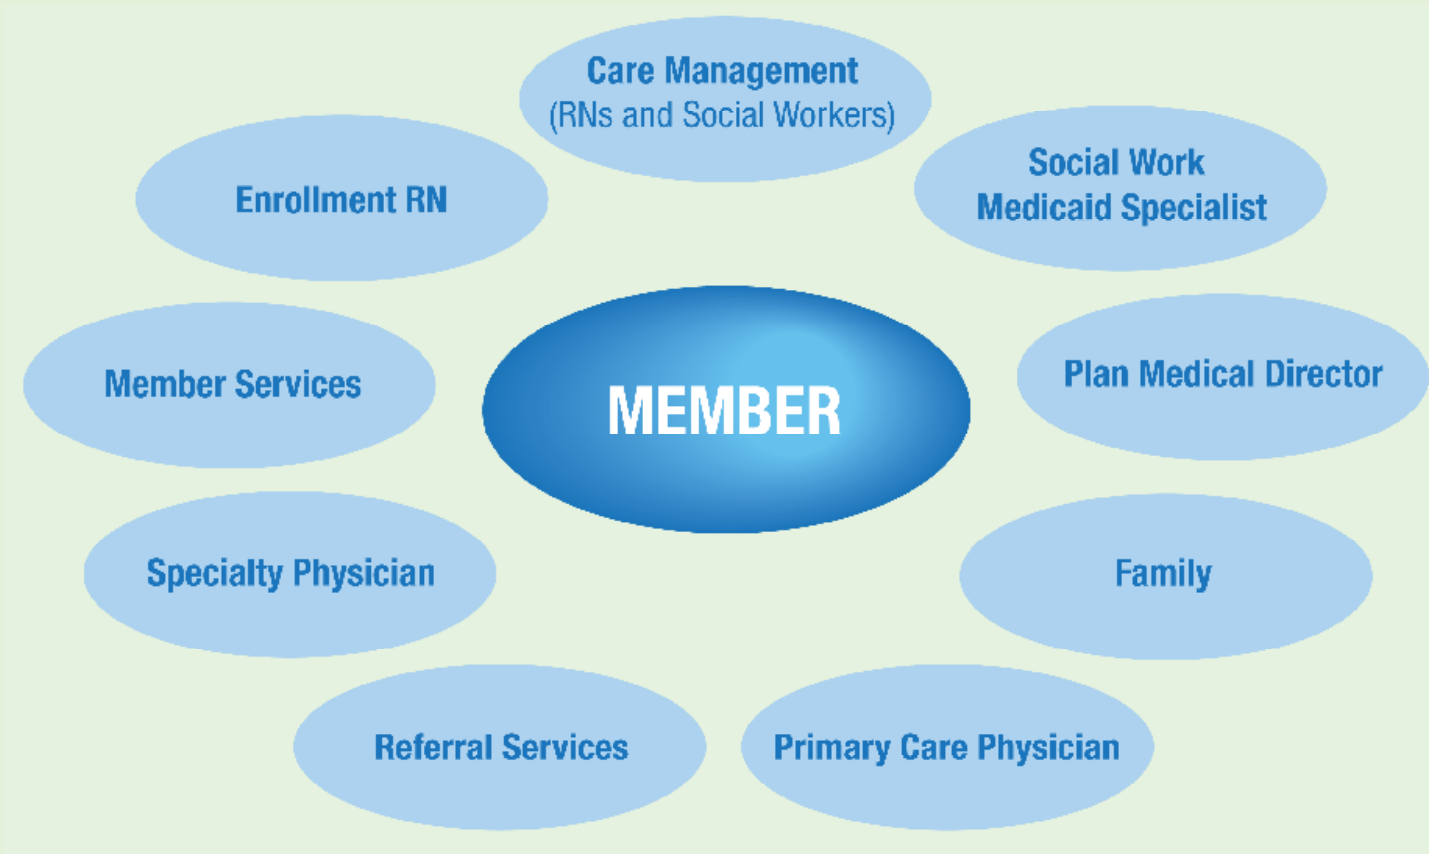 Care Management
(RNs and Social Workers)
Social Work
Medicaid Specialist
Enrollment RN
Member Services
MEMBER
Plan Medical Director
Specialty Physician
Family
Referral Services
Primary Care Physician